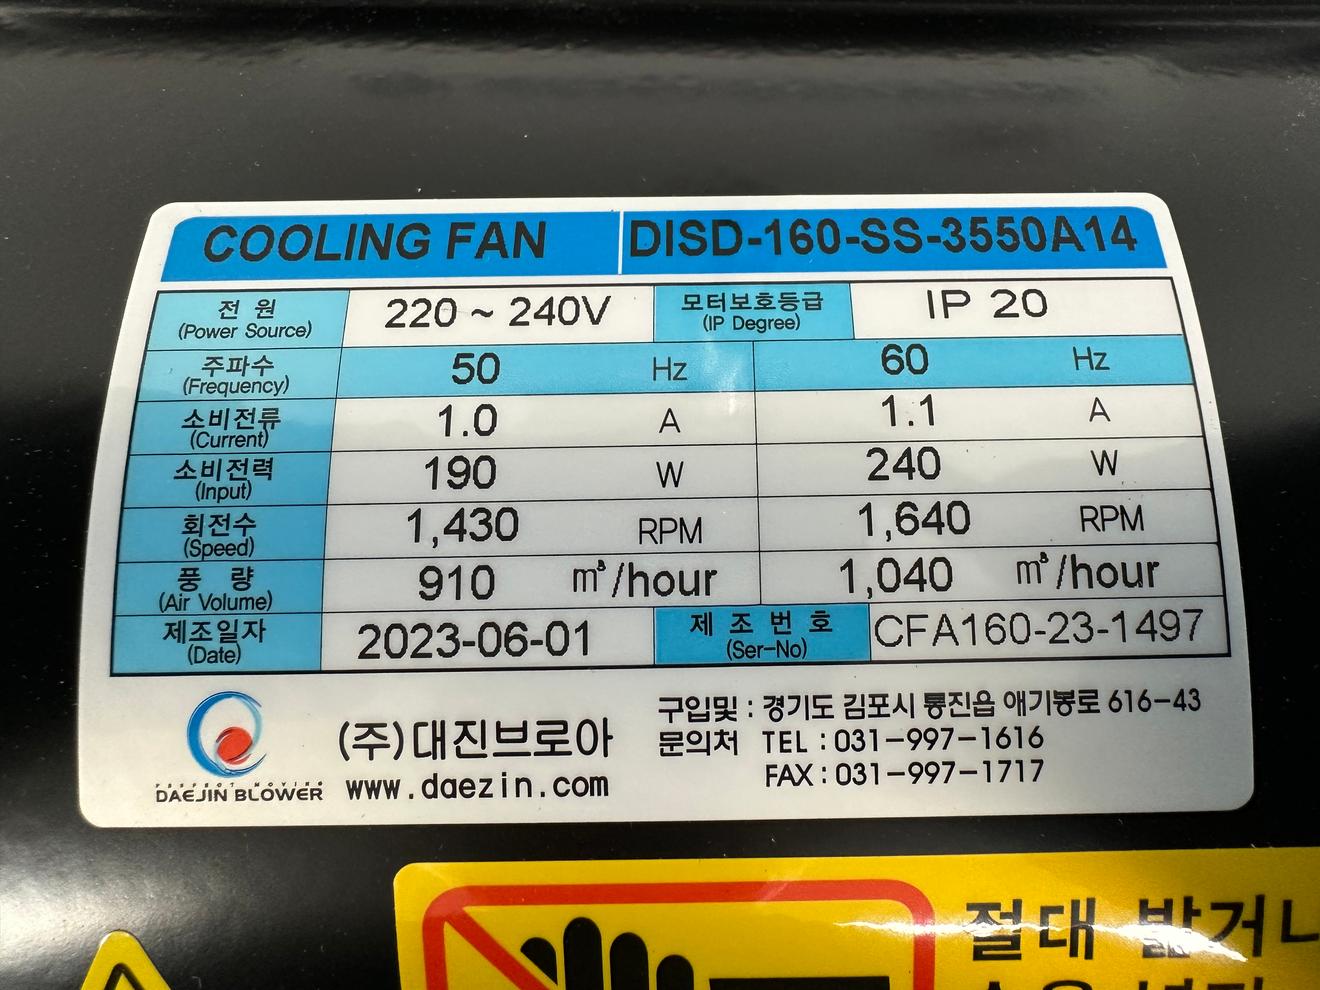 COOLING FAN DISD-160-SS-3550A14
전 원 220 ~ 240V 모터보호등급 IP 20
(Power Source) (IP Degree)
주파수 50 Hz 60 Hz
(Frequency)
소비전류 1.0 A 1.1 A
(Current)
소비전력 190 W 240 W
(Input)
회전수 1,430 RPM 1,640 RPM
(Speed)
풍 량 910 m³/hour 1,040 m³/hour
(Air Volume)
제조일자 2023-06-01 제 조 번 호 CFA160-23-1497
(Date) (Ser-No)
구입및 : 경기도 김포시 통진읍 애기봉로 616-43
(주)대진브로아 문의처 TEL : 031-997-1616
PERFECT MOVING
DAEJIN BLOWER www.daezin.com FAX : 031-997-1717
절대 밟거나